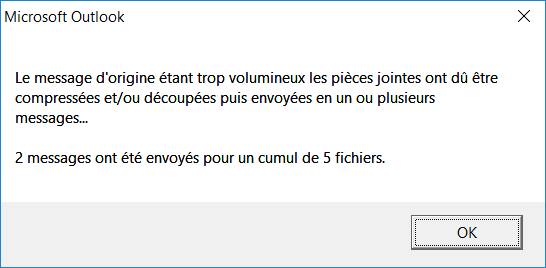 Microsoft Outlook
Le message d'origine étant trop volumineux les pièces jointes ont dû être
compressées et/ou découpées puis envoyées en un ou plusieurs
messages...
2 messages ont été envoyés pour un cumul de 5 fichiers.
OK